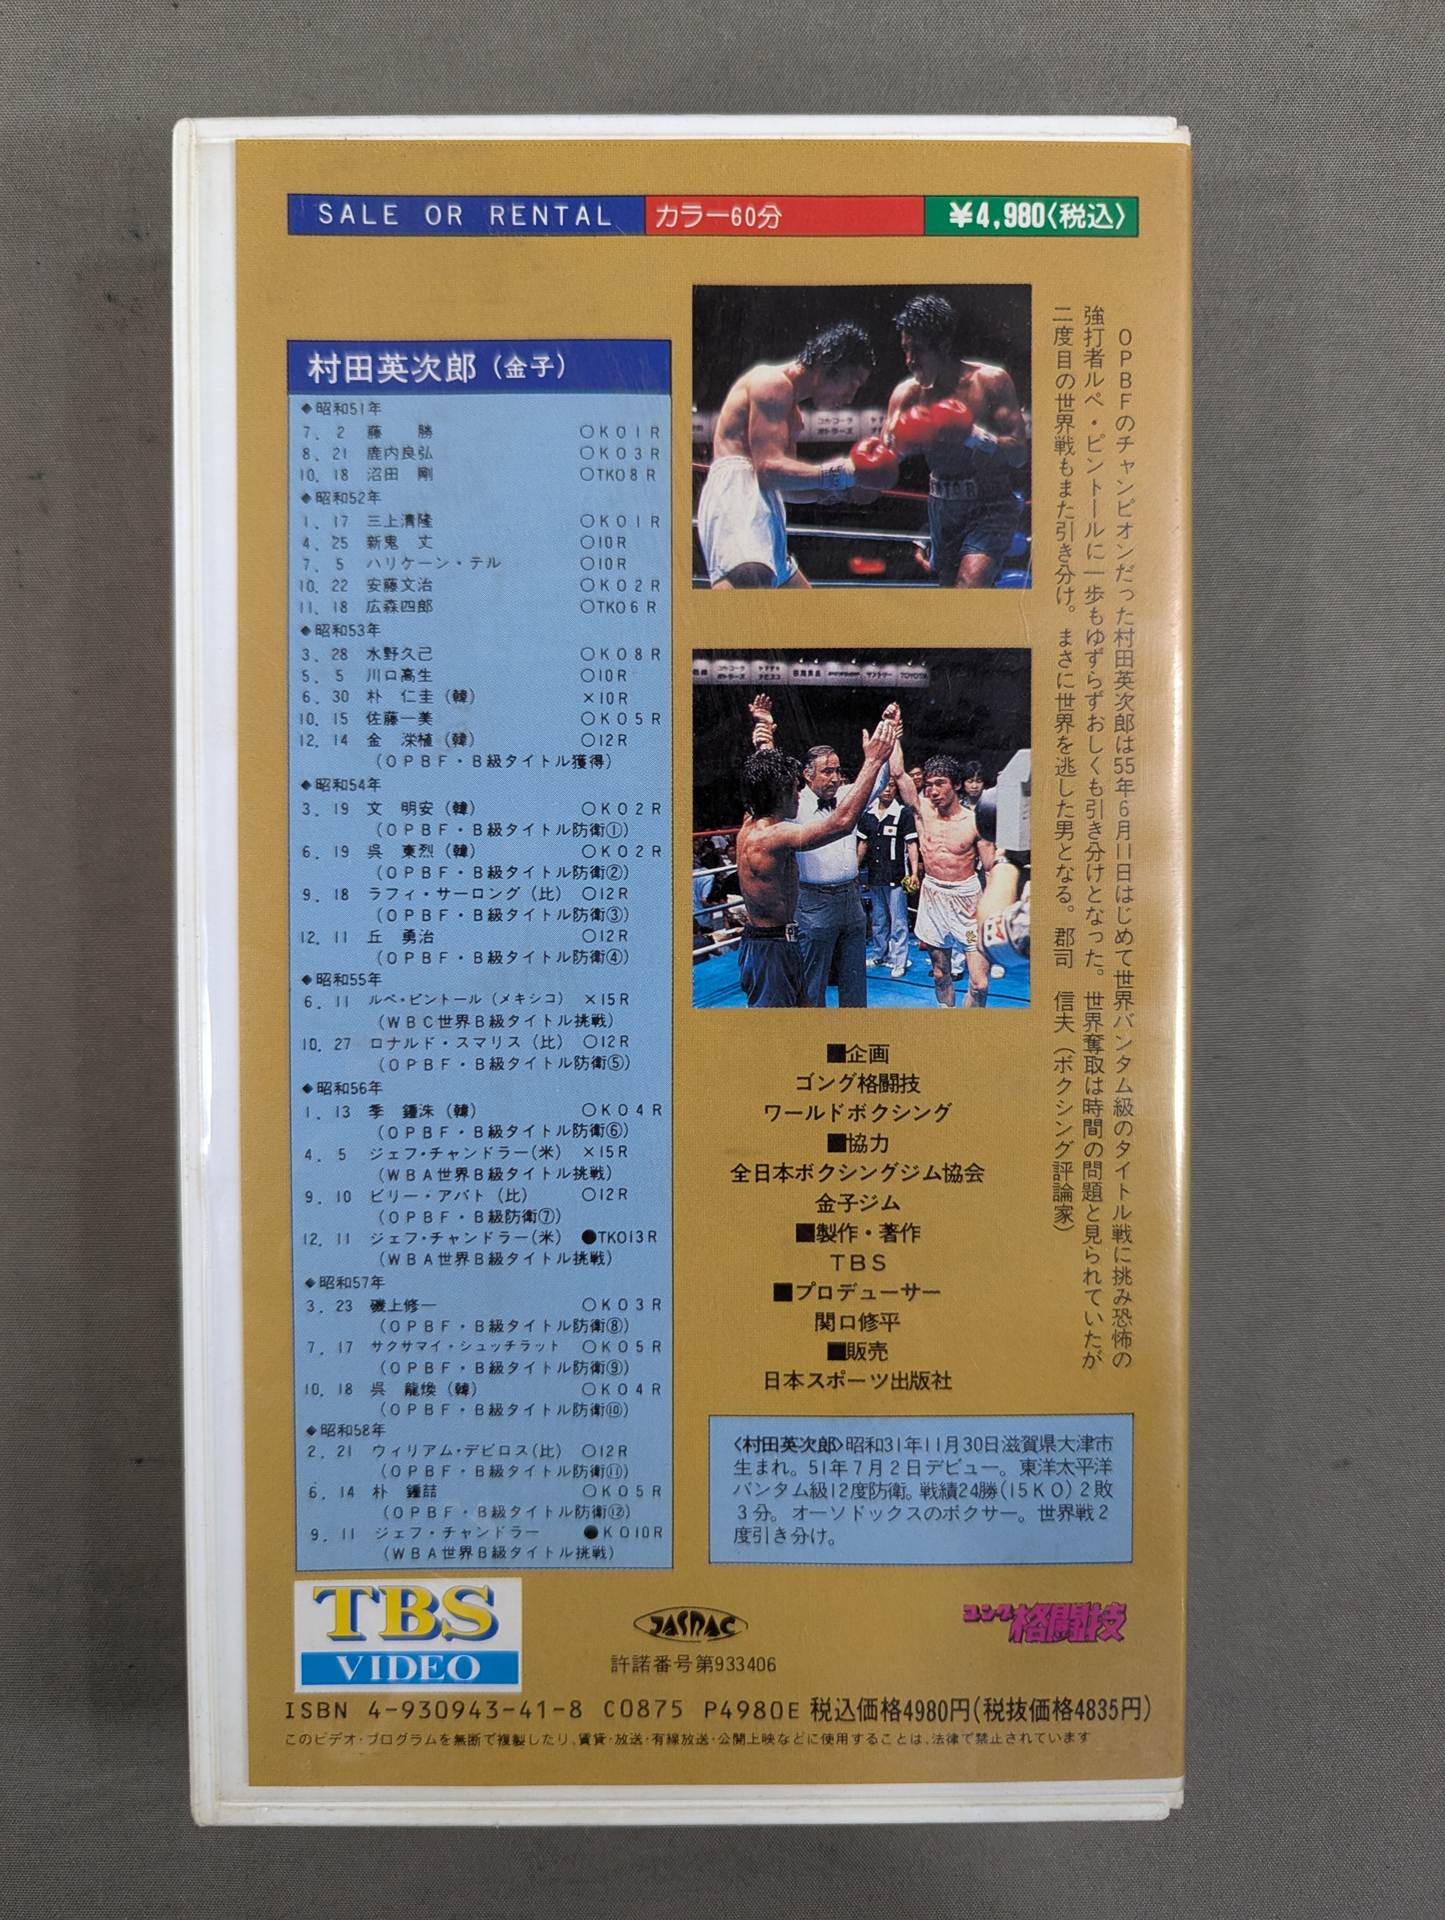 SALE OR RENTAL
カラー60分
¥4,980〈税込〉
村田英次郎（金子）
◆昭和51年
7．2 藤　勝 ○KO1R
8．21 鹿内良弘 ○KO3R
10．18 沼田　剛 ○TKO8R
◆昭和52年
1．17 三上清隆 ○KO1R
4．25 新鬼　丈 ○10R
7．5 ハリケーン・テル ○10R
10．22 安藤文治 ○KO2R
11．18 広森四郎 ○TKO6R
◆昭和53年
3．28 水野久己 ○KO8R
5．5 川口高生 ○10R
6．30 朴　仁圭（韓） ×10R
10．15 佐藤一美 ○KO5R
12．14 金　植（韓） ○12R
（OPBF・B級タイトル獲得）
◆昭和54年
3．19 文　明安（韓） ○KO2R
（OPBF・B級タイトル防衛①）
6．19 呉　東烈（韓） ○KO2R
（OPBF・B級タイトル防衛②）
9．18 ラフィ・サーロング（比） ○12R
（OPBF・B級タイトル防衛③）
12．11 丘　勇治 ○12R
（OPBF・B級タイトル防衛④）
◆昭和55年
6．11 ルペ・ピントール（メキシコ） ×15R
（WBC世界B級タイトル挑戦）
10．27 ロナルド・スマリス（比） ○12R
（OPBF・B級タイトル防衛⑤）
◆昭和56年
1．13 季　鍾洙（韓） ○KO4R
（OPBF・B級タイトル防衛⑥）
4．5 ジェフ・チャンドラー（米） ×15R
（WBA世界B級タイトル挑戦）
9．10 ビリー・アバト（比） ○12R
（OPBF・B級防衛⑦）
12．11 ジェフ・チャンドラー（米） ●TKO13R
（WBA世界B級タイトル挑戦）
◆昭和57年
3．23 磯上修一 ○KO3R
（OPBF・B級タイトル防衛⑧）
7．17 サクサマイ・シュッチラット ○KO5R
（OPBF・B級タイトル防衛⑨）
10．18 呉　龍煥（韓） ○KO4R
（OPBF・B級タイトル防衛⑩）
◆昭和58年
2．21 ウィリアム・デビロス（比） ○12R
（OPBF・B級タイトル防衛⑪）
6．14 朴　鍾喆 ○KO5R
（OPBF・B級タイトル防衛⑫）
9．11 ジェフ・チャンドラー ●KO10R
（WBA世界B級タイトル挑戦）
OPBFのチャンピオンだった村田英次郎は55年6月11日はじめて世界バンタム級のタイトル戦に挑み恐怖の
強打者ルペ・ピントールに一歩もゆずらずおしくも引き分けとなった。世界奪取は時間の問題と見られていたが
二度目の世界戦もまた引き分け。まさに世界を逃した男となる。郡司　信夫（ボクシング評論家）
TOYOTA
■企画
ゴング格闘技
ワールドボクシング
■協力
全日本ボクシングジム協会
金子ジム
■製作・著作
TBS
■プロデューサー
関口修平
■販売
日本スポーツ出版社
〈村田英次郎〉昭和31年11月30日滋賀県大津市
生まれ。51年7月2日デビュー。東洋太平洋
バンタム級12度防衛。戦績24勝（15KO）2敗
3分。オーソドックスのボクサー。世界戦2
度引き分け。
TBS
VIDEO
JASRAC
許諾番号第933406
ゴング格闘技
ISBN 4-930943-41-8 C0875 P4980E 税込価格4980円（税抜価格4835円）
このビデオ・プログラムを無断で複製したり、賃貸・放送・有線放送・公開上映などに使用することは、法律で禁止されています